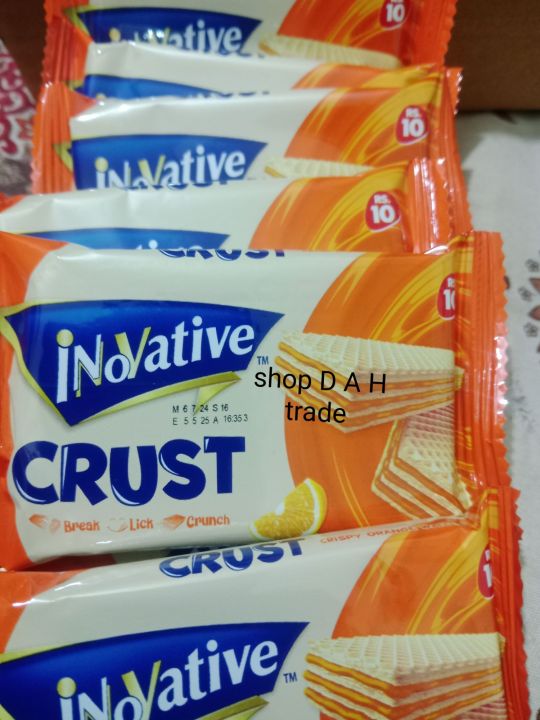 RS.
10
iNoVative
RS.
10
iNoVative
RS.
10
CRUST
10
iNoVative
TM
shop D A H
trade
M 6 7 24 S 16
E 5 5 25 A 16:35 3
CRUST
Break Lick Crunch
CRUST
CRISPY ORANGE
iNoVative
TM